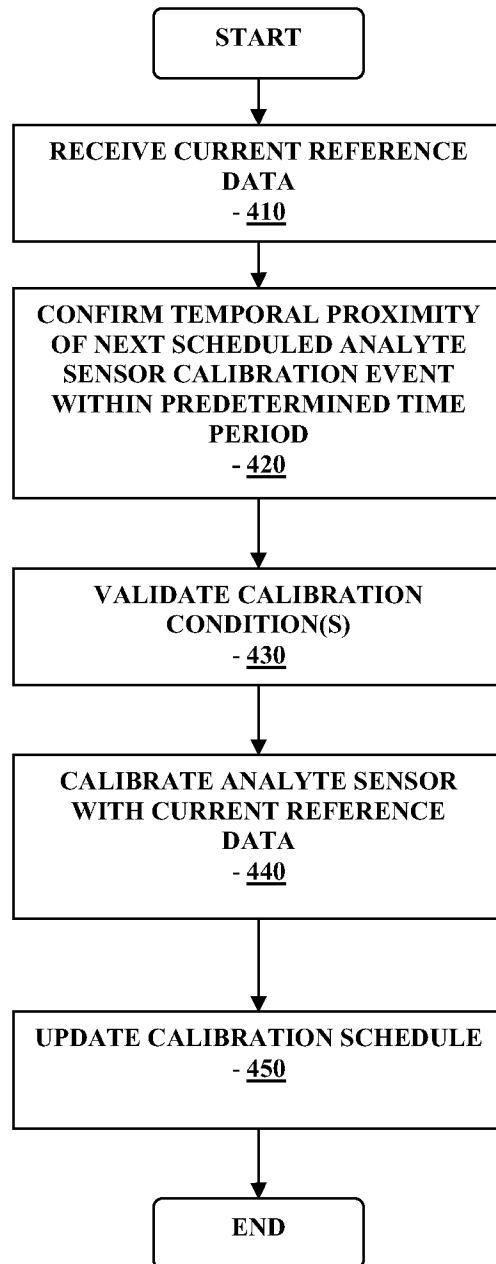 START
RECEIVE CURRENT REFERENCE
DATA
- 410
CONFIRM TEMPORAL PROXIMITY
OF NEXT SCHEDULED ANALYTE
SENSOR CALIBRATION EVENT
WITHIN PREDETERMINED TIME
PERIOD
- 420
VALIDATE CALIBRATION
CONDITION(S)
- 430
CALIBRATE ANALYTE SENSOR
WITH CURRENT REFERENCE
DATA
- 440
UPDATE CALIBRATION SCHEDULE
- 450
END